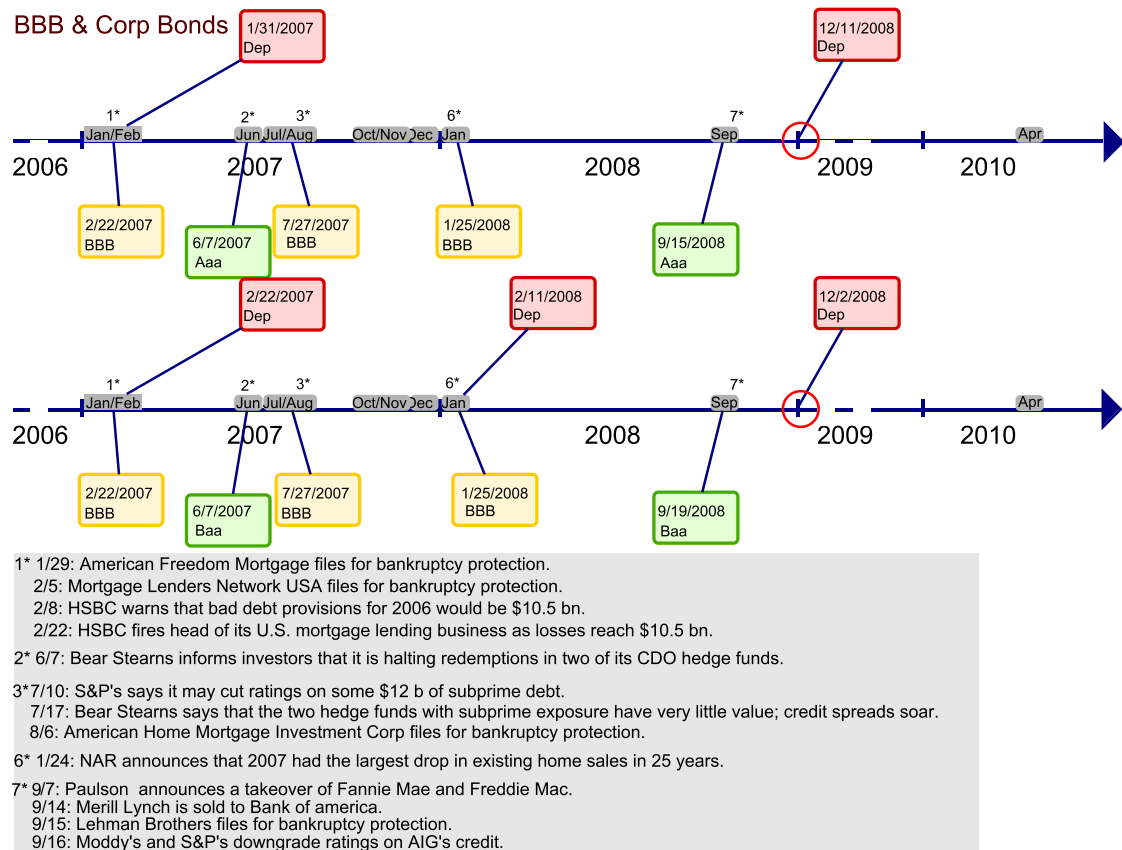 BBB & Corp Bonds
1/31/2007
Dep
12/11/2008
Dep
1*
2*
3*
6*
7*
Jan/Feb
Jun
Jul/Aug
Oct/Nov
Dec
Jan
Sep
Apr
2006
2007
2008
2009
2010
2/22/2007
BBB
6/7/2007
Aaa
7/27/2007
BBB
1/25/2008
BBB
9/15/2008
Aaa
2/22/2007
Dep
2/11/2008
Dep
12/2/2008
Dep
1*
2*
3*
6*
7*
Jan/Feb
Jun
Jul/Aug
Oct/Nov
Dec
Jan
Sep
Apr
2006
2007
2008
2009
2010
2/22/2007
BBB
6/7/2007
Baa
7/27/2007
BBB
1/25/2008
BBB
9/19/2008
Baa
1* 1/29: American Freedom Mortgage files for bankruptcy protection.
2/5: Mortgage Lenders Network USA files for bankruptcy protection.
2/8: HSBC warns that bad debt provisions for 2006 would be $10.5 bn.
2/22: HSBC fires head of its U.S. mortgage lending business as losses reach $10.5 bn.
2* 6/7: Bear Stearns informs investors that it is halting redemptions in two of its CDO hedge funds.
3*7/10: S&P's says it may cut ratings on some $12 b of subprime debt.
7/17: Bear Stearns says that the two hedge funds with subprime exposure have very little value; credit spreads soar.
8/6: American Home Mortgage Investment Corp files for bankruptcy protection.
6* 1/24: NAR announces that 2007 had the largest drop in existing home sales in 25 years.
7* 9/7: Paulson announces a takeover of Fannie Mae and Freddie Mac.
9/14: Merill Lynch is sold to Bank of america.
9/15: Lehman Brothers files for bankruptcy protection.
9/16: Moddy's and S&P's downgrade ratings on AIG's credit.